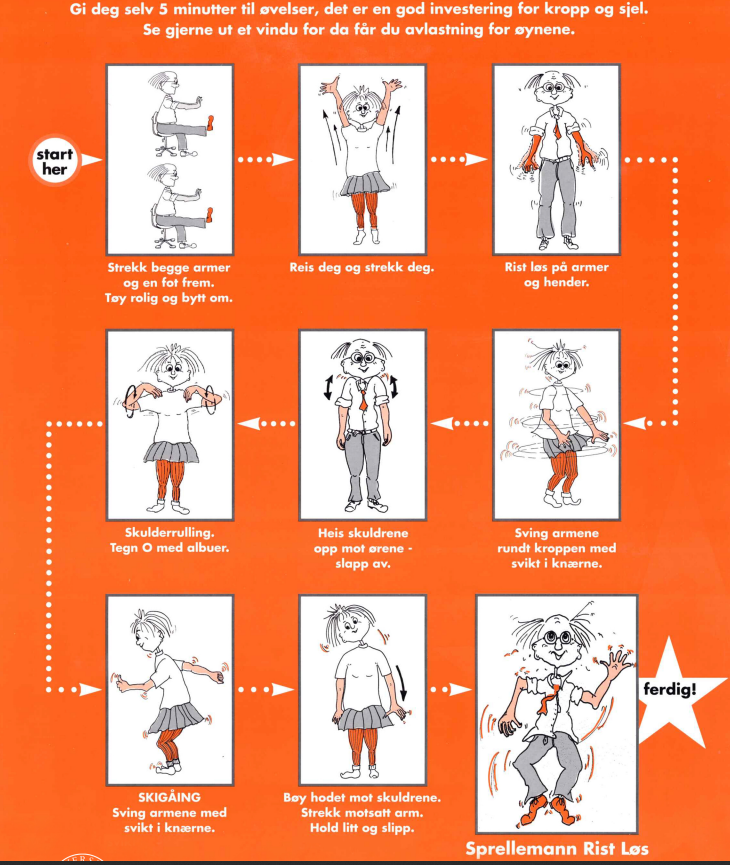 Gi deg selv 5 minutter til øvelser, det er en god investering for kropp og sjel.
Se gjerne ut et vindu for da får du avlastning for øynene.
start
her
Strekk begge armer
og en fot frem.
Tøy rolig og bytt om.
Reis deg og strekk deg.
Rist løs på armer
og hender.
Sving armene
rundt kroppen med
svikt i knærne.
Heis skuldrene
opp mot ørene -
slapp av.
Skulderrulling.
Tegn O med albuer.
SKIGÅING
Sving armene med
svikt i knærne.
Bøy hodet mot skuldrene.
Strekk motsatt arm.
Hold litt og slipp.
Sprellemann Rist Løs
ferdig!